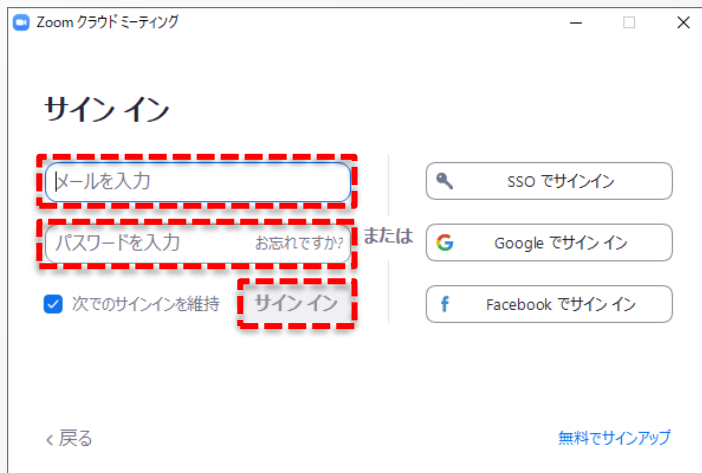 Zoom クラウド ミーティング
サイン イン
メールを入力
パスワードを入力 お忘れですか?
次でのサインインを維持 サイン イン
または
SSO でサインイン
Google でサイン イン
Facebook でサイン イン
戻る
無料でサインアップ